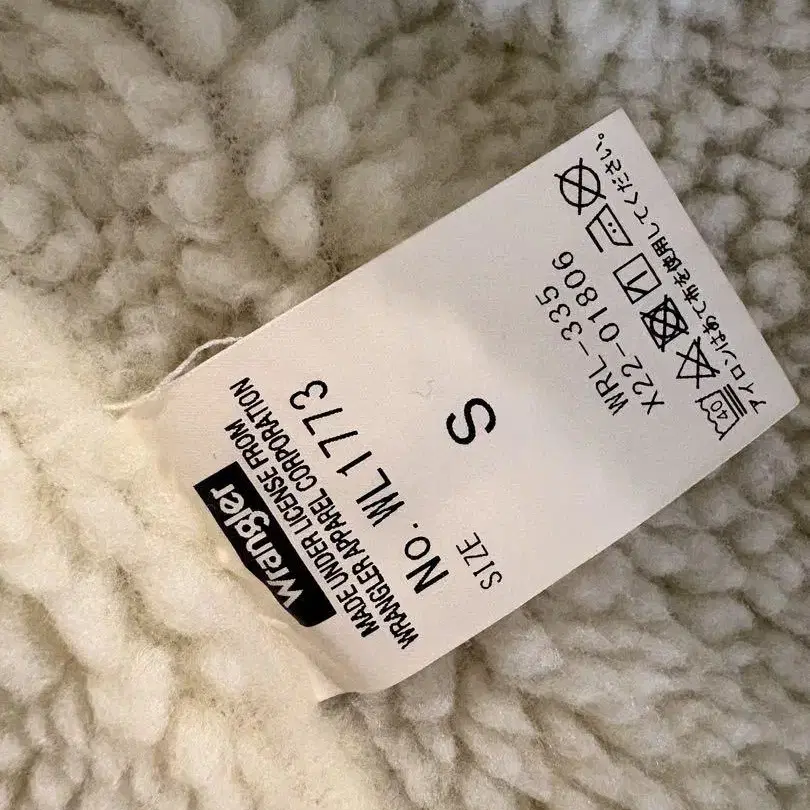 Wrangler
MADE UNDER LICENSE FROM
WRANGLER APPAREL CORPORATION
No. WL1773
SIZE
S
WRL-335
X22-01806
40
アイロンはあて布を使用してください。